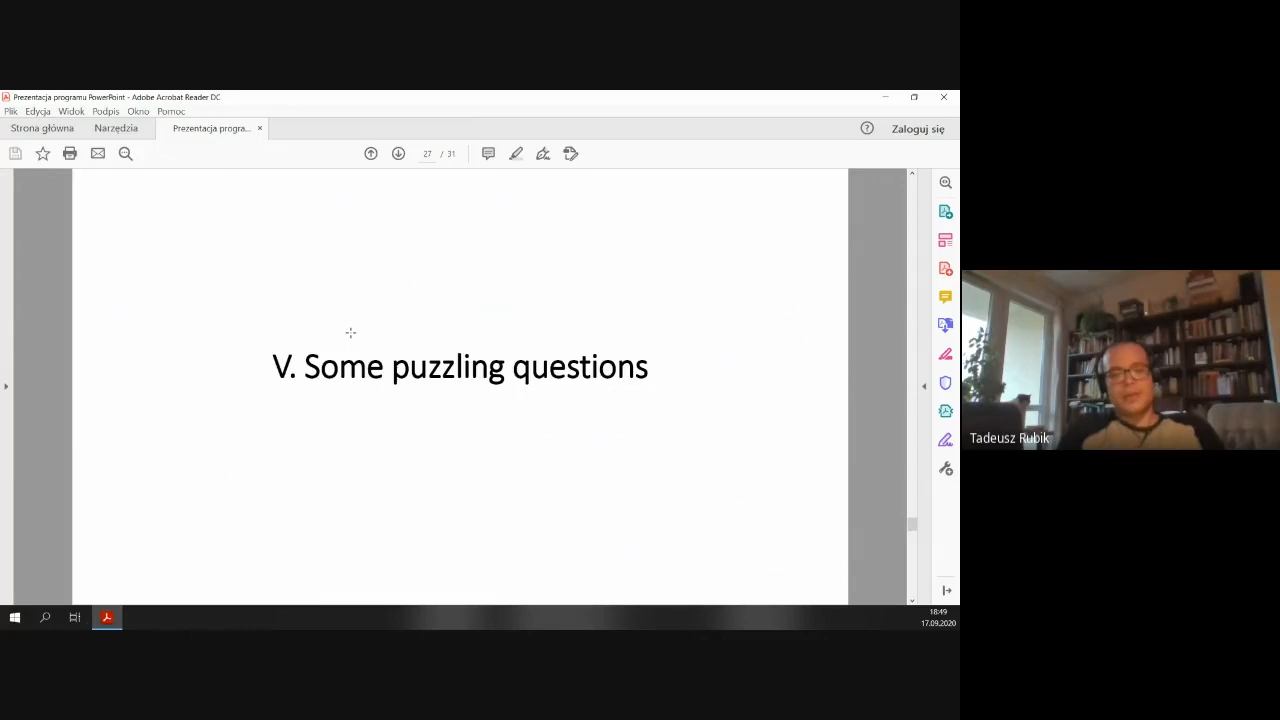 Prezentacja programu PowerPoint - Adobe Acrobat Reader DC
Plik Edycja Widok Podpis Okno Pomoc
Strona główna Narzędzia Prezentacja progra... × Zaloguj się
27 / 31
V. Some puzzling questions
Tadeusz Rubik
18:49
17.09.2020